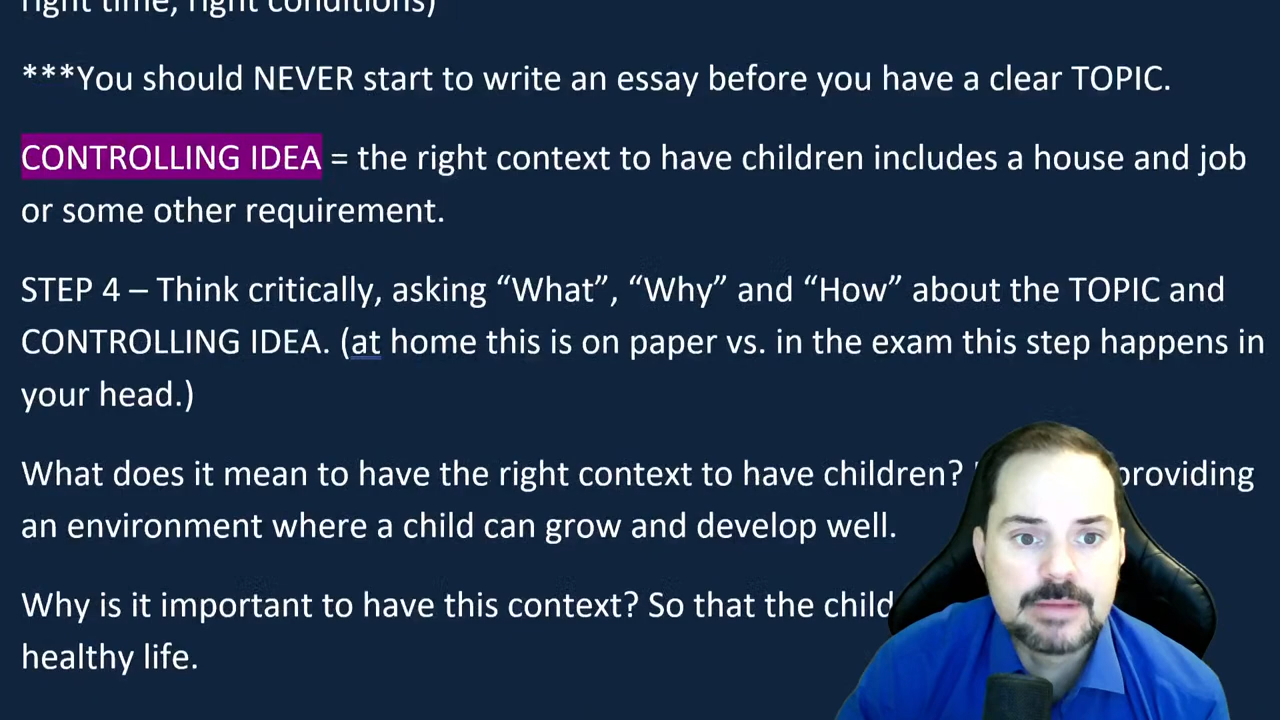 right time, right conditions)
***You should NEVER start to write an essay before you have a clear TOPIC.
CONTROLLING IDEA = the right context to have children includes a house and job
or some other requirement.
STEP 4 – Think critically, asking “What”, “Why” and “How” about the TOPIC and
CONTROLLING IDEA. (at home this is on paper vs. in the exam this step happens in
your head.)
What does it mean to have the right context to have children? providing
an environment where a child can grow and develop well.
Why is it important to have this context? So that the child
healthy life.